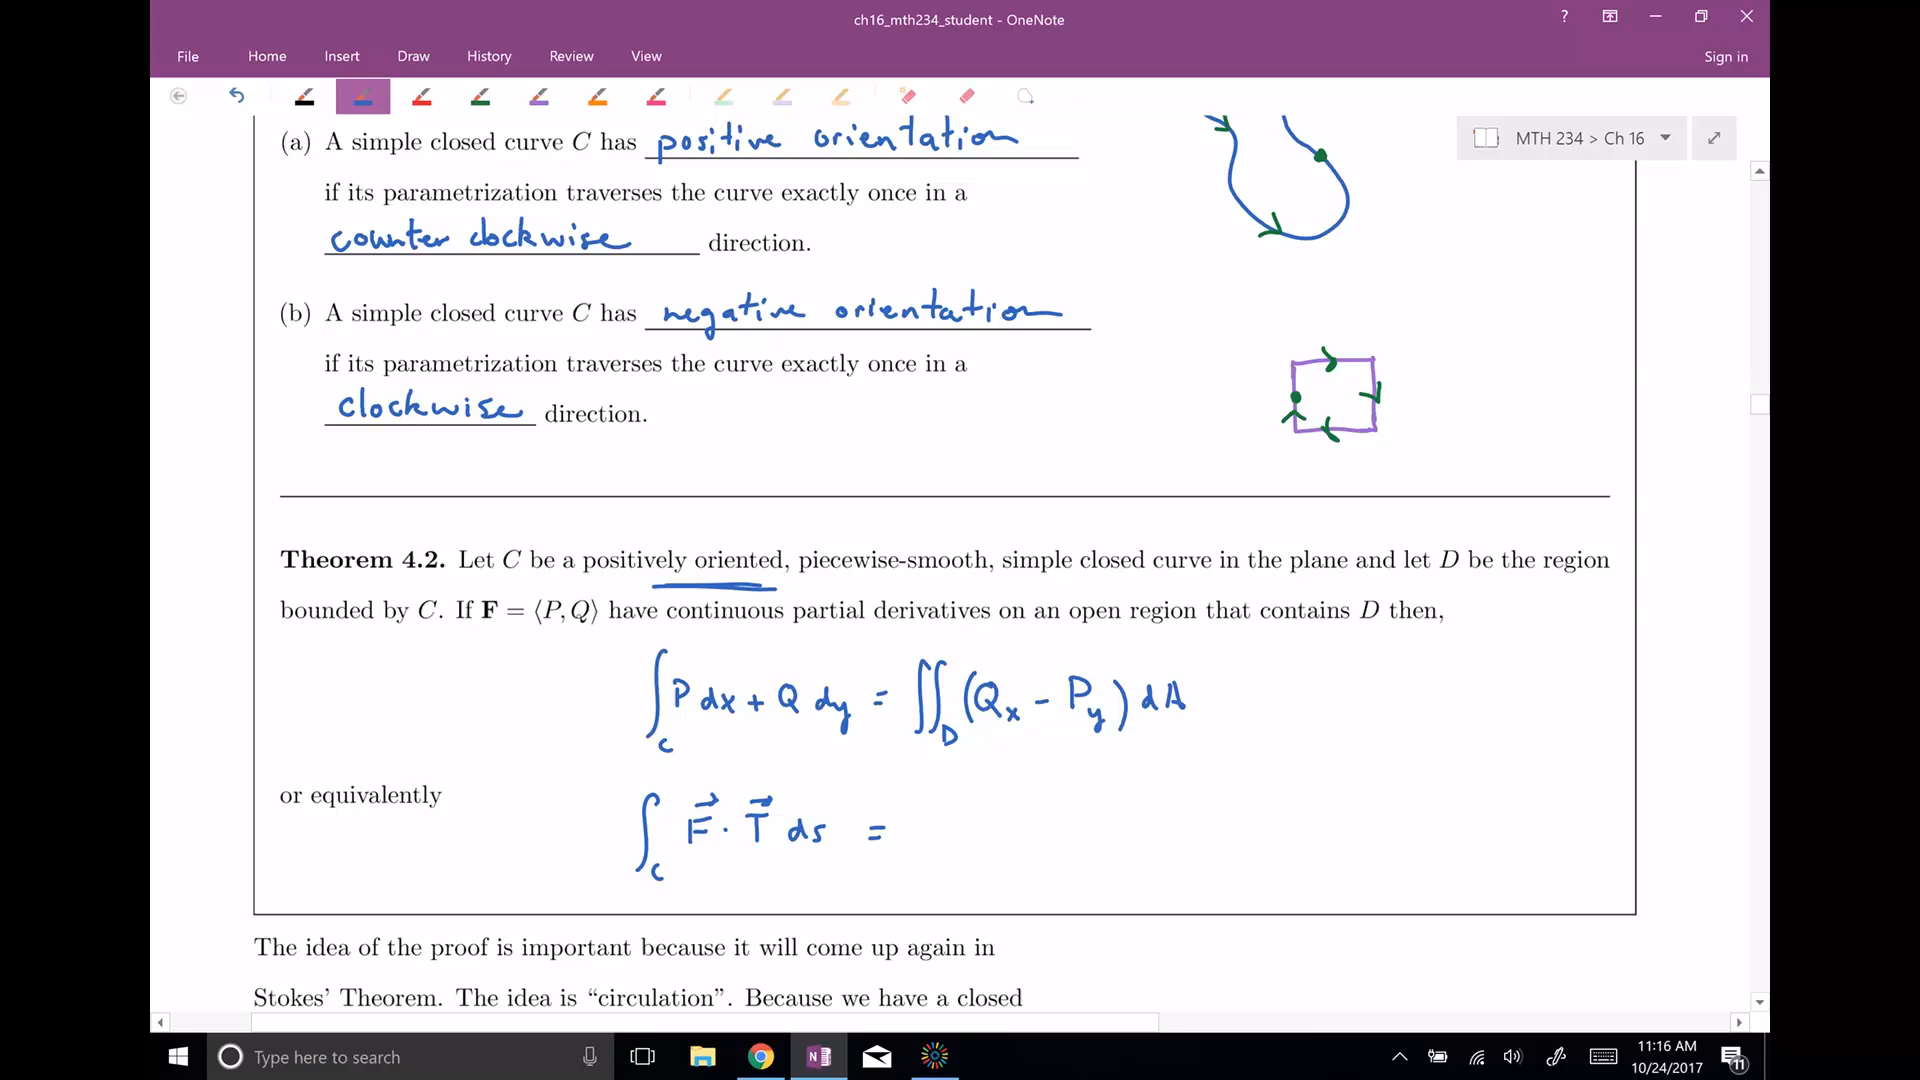 ch16_mth234_student - OneNote
?
File Home Insert Draw History Review View Sign in
MTH 234 > Ch 16
(a) A simple closed curve C has positive orientation
if its parametrization traverses the curve exactly once in a
counter clockwise direction.
(b) A simple closed curve C has negative orientation
if its parametrization traverses the curve exactly once in a
clockwise direction.
Theorem 4.2. Let C be a positively oriented, piecewise-smooth, simple closed curve in the plane and let D be the region
bounded by C. If F = ⟨P, Q⟩ have continuous partial derivatives on an open region that contains D then,
∫_C P dx + Q dy = ∬_D (Q_x - P_y) dA
or equivalently
∫_C F⃗ · T⃗ ds =
The idea of the proof is important because it will come up again in
Stokes' Theorem. The idea is “circulation”. Because we have a closed
Type here to search
11:16 AM
10/24/2017
11